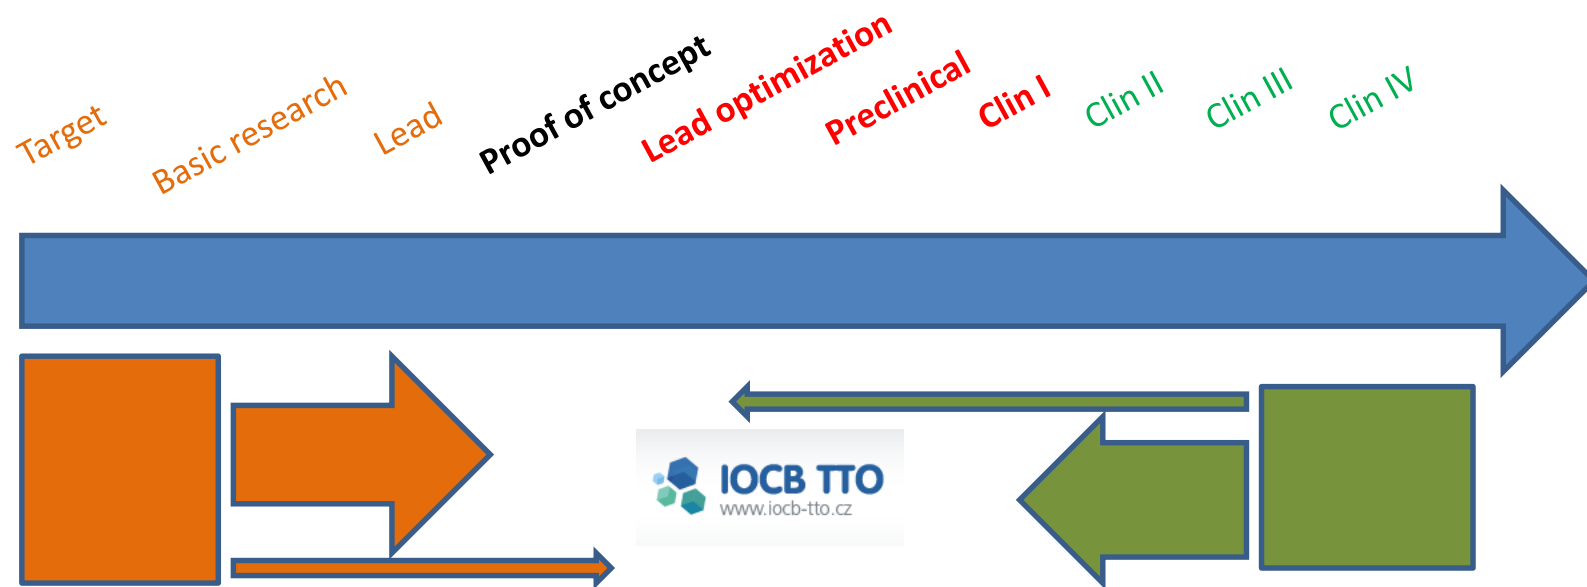 Target
Basic research
Lead
Proof of concept
Lead optimization
Preclinical
Clin I
Clin II
Clin III
Clin IV
IOCB TTO
www.iocb-tto.cz